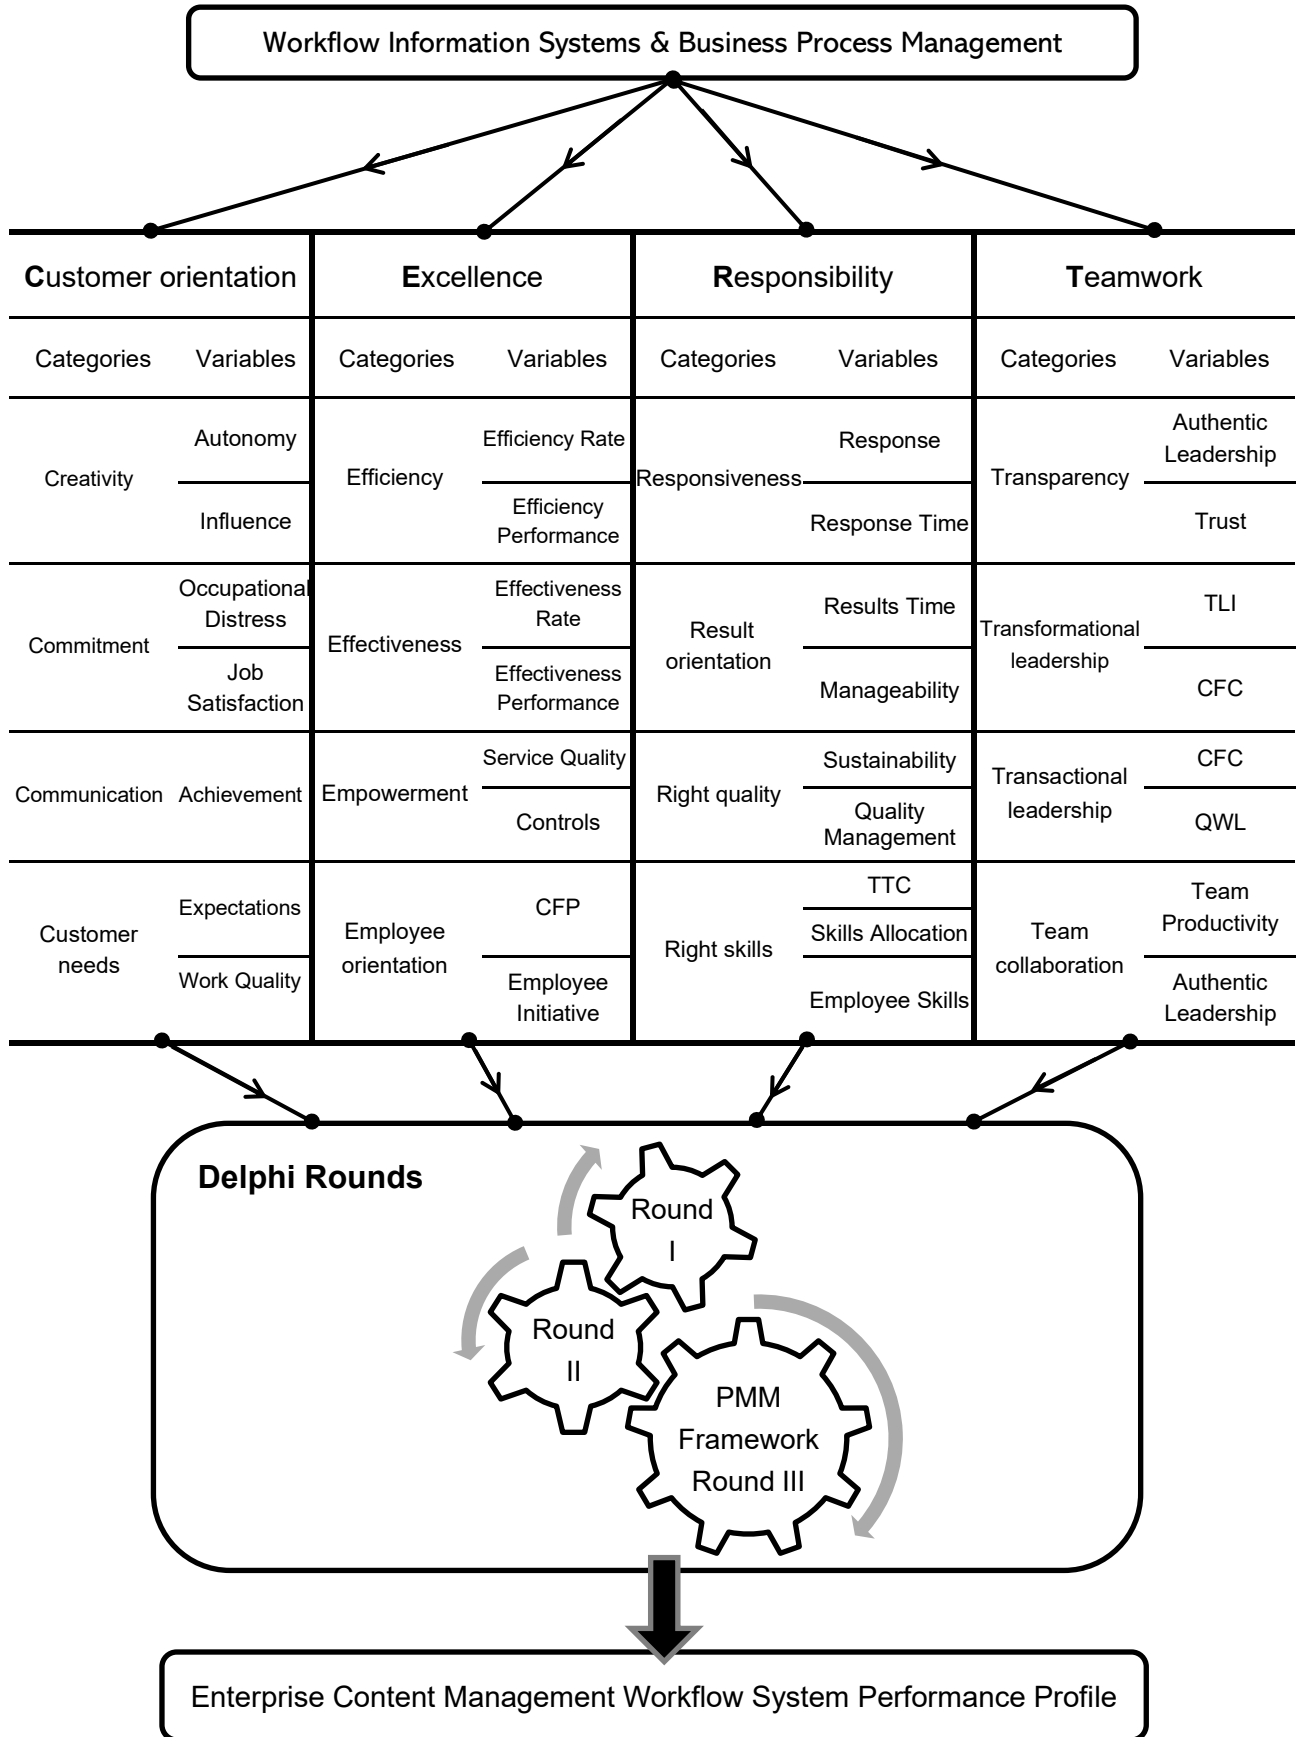 Workflow Information Systems & Business Process Management
Customer orientation
Excellence
Responsibility
Teamwork
Categories
Variables
Categories
Variables
Categories
Variables
Categories
Variables
Creativity
Autonomy
Influence
Efficiency
Efficiency Rate
Efficiency
Performance
Responsiveness
Response
Response Time
Transparency
Authentic
Leadership
Trust
Commitment
Occupational
Distress
Job
Satisfaction
Effectiveness
Effectiveness
Rate
Effectiveness
Performance
Result
orientation
Results Time
Manageability
Transformational
leadership
TLI
CFC
Communication
Achievement
Empowerment
Service Quality
Controls
Right quality
Sustainability
Quality
Management
Transactional
leadership
CFC
QWL
Customer
needs
Expectations
Work Quality
Employee
orientation
CFP
Employee
Initiative
Right skills
TTC
Skills Allocation
Employee Skills
Team
collaboration
Team
Productivity
Authentic
Leadership
Delphi Rounds
Round
I
Round
II
PMM
Framework
Round III
Enterprise Content Management Workflow System Performance Profile